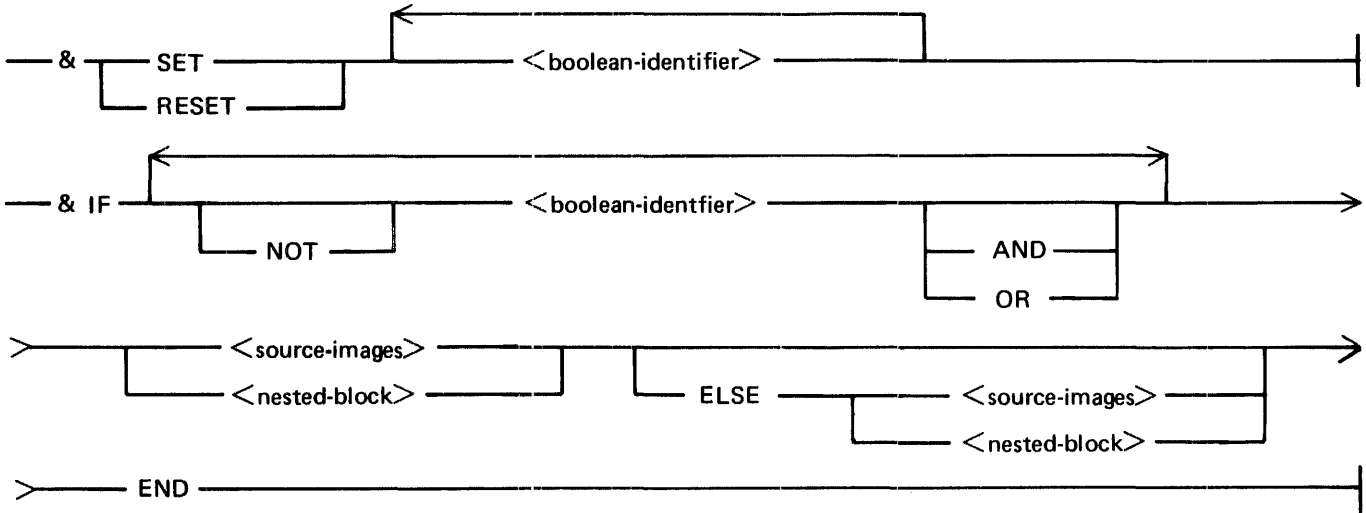 & SET <boolean-identifier>
RESET
& IF <boolean-identfier>
NOT AND
OR
<source-images>
<nested-block> ELSE <source-images>
<nested-block>
END